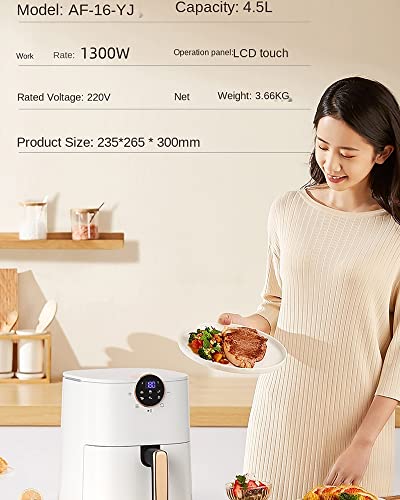 Model: AF-16-YJ Capacity: 4.5L
Work Rate: 1300W Operation panel: LCD touch
Rated Voltage: 220V Net Weight: 3.66KG
Product Size: 235*265 * 300mm